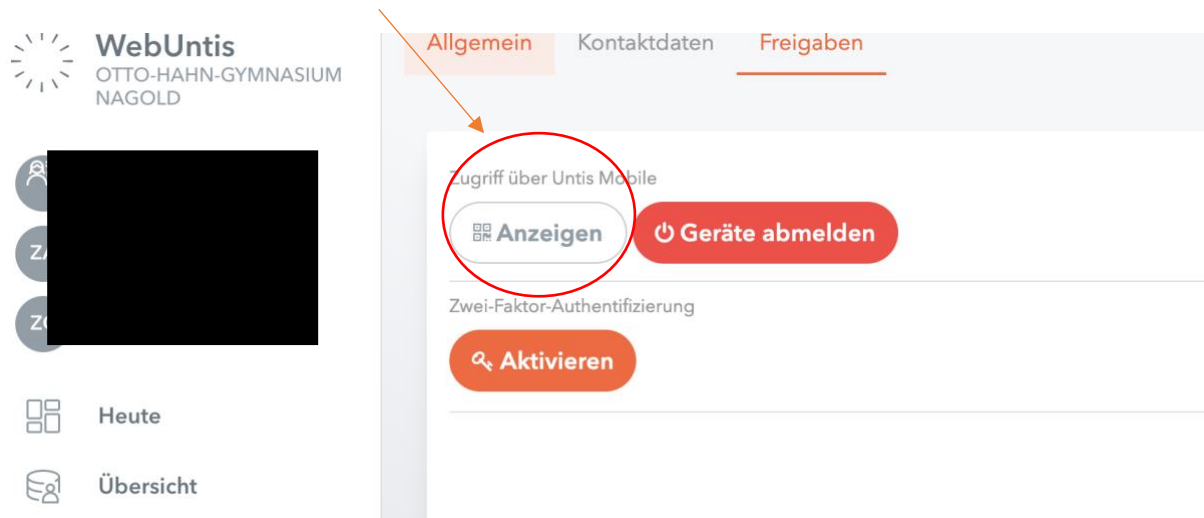 WebUntis
OTTO-HAHN-GYMNASIUM
NAGOLD
Heute
Übersicht
Allgemein Kontaktdaten Freigaben
Zugriff über Untis Mobile
Anzeigen Geräte abmelden
Zwei-Faktor-Authentifizierung
Aktivieren